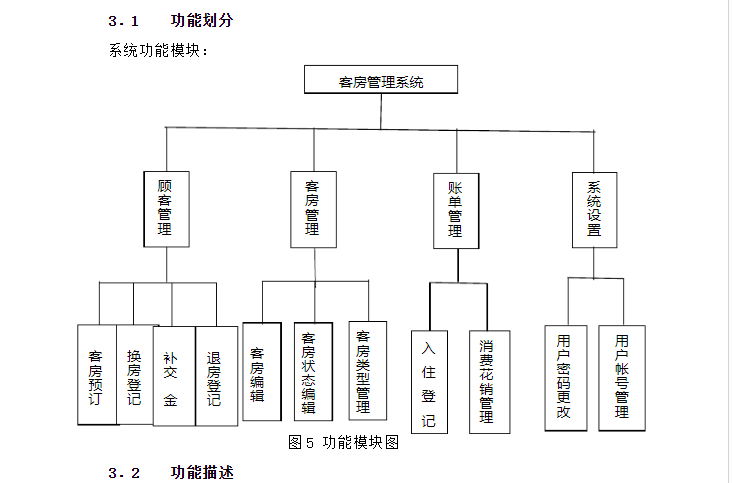 3.1 功能划分
系统功能模块：
客房管理系统
顾客管理
客房管理
账单管理
系统设置
客房预订
换房登记
补交金
退房登记
客房编辑
客房状态编辑
客房类型管理
入住登记
消费花销管理
用户密码更改
用户帐号管理
图5 功能模块图
3.2 功能描述